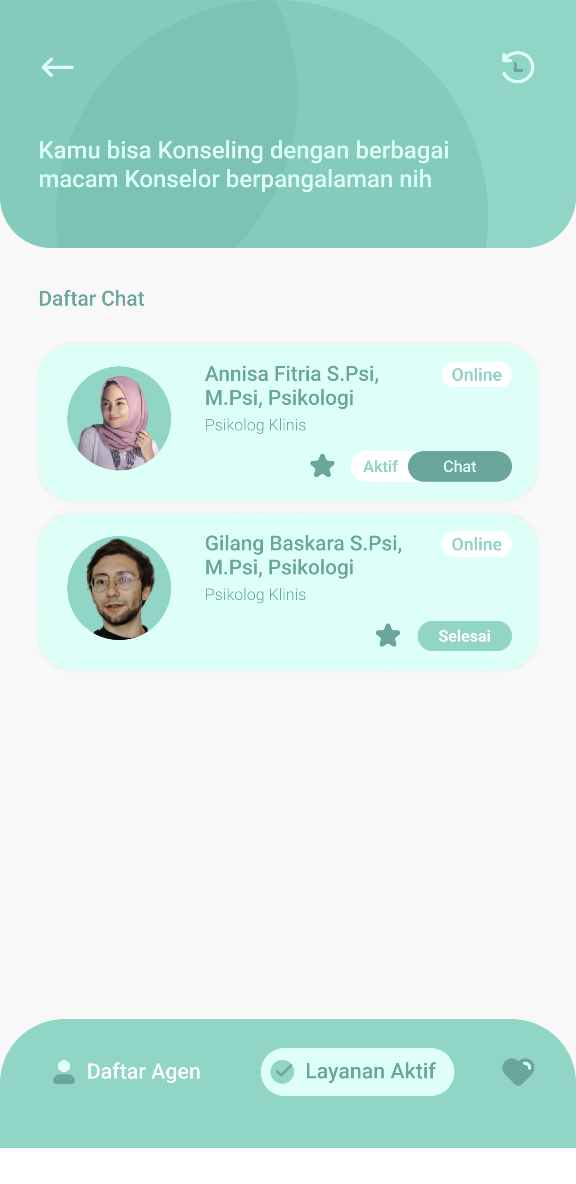 Kamu bisa Konseling dengan berbagai
macam Konselor berpangalaman nih
Daftar Chat
Annisa Fitria S.Psi,
M.Psi, Psikologi
Online
Psikolog Klinis
Aktif
Chat
Gilang Baskara S.Psi,
M.Psi, Psikologi
Online
Psikolog Klinis
Selesai
Daftar Agen
Layanan Aktif